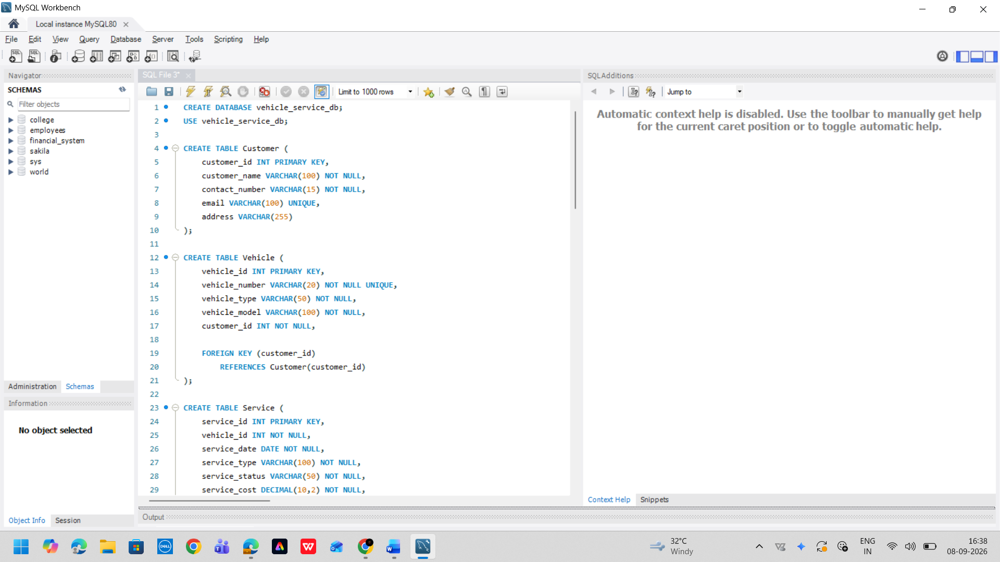 MySQL Workbench
Local instance MySQL80
File Edit View Query Database Server Tools Scripting Help
Navigator
SCHEMAS
Filter objects
college
employees
financial_system
sakila
sys
world
Administration Schemas
Information
No object selected
Object Info Session
SQL File 3*
Limit to 1000 rows
1 CREATE DATABASE vehicle_service_db;
2 USE vehicle_service_db;
3
4 CREATE TABLE Customer (
5 customer_id INT PRIMARY KEY,
6 customer_name VARCHAR(100) NOT NULL,
7 contact_number VARCHAR(15) NOT NULL,
8 email VARCHAR(100) UNIQUE,
9 address VARCHAR(255)
10 );
11
12 CREATE TABLE Vehicle (
13 vehicle_id INT PRIMARY KEY,
14 vehicle_number VARCHAR(20) NOT NULL UNIQUE,
15 vehicle_type VARCHAR(50) NOT NULL,
16 vehicle_model VARCHAR(100) NOT NULL,
17 customer_id INT NOT NULL,
18
19 FOREIGN KEY (customer_id)
20 REFERENCES Customer(customer_id)
21 );
22
23 CREATE TABLE Service (
24 service_id INT PRIMARY KEY,
25 vehicle_id INT NOT NULL,
26 service_date DATE NOT NULL,
27 service_type VARCHAR(100) NOT NULL,
28 service_status VARCHAR(50) NOT NULL,
29 service_cost DECIMAL(10,2) NOT NULL,
Output
SQLAdditions
Jump to
Automatic context help is disabled. Use the toolbar to manually get help
for the current caret position or to toggle automatic help.
Context Help Snippets
32°C
Windy
ENG
IN
16:38
08-09-2026